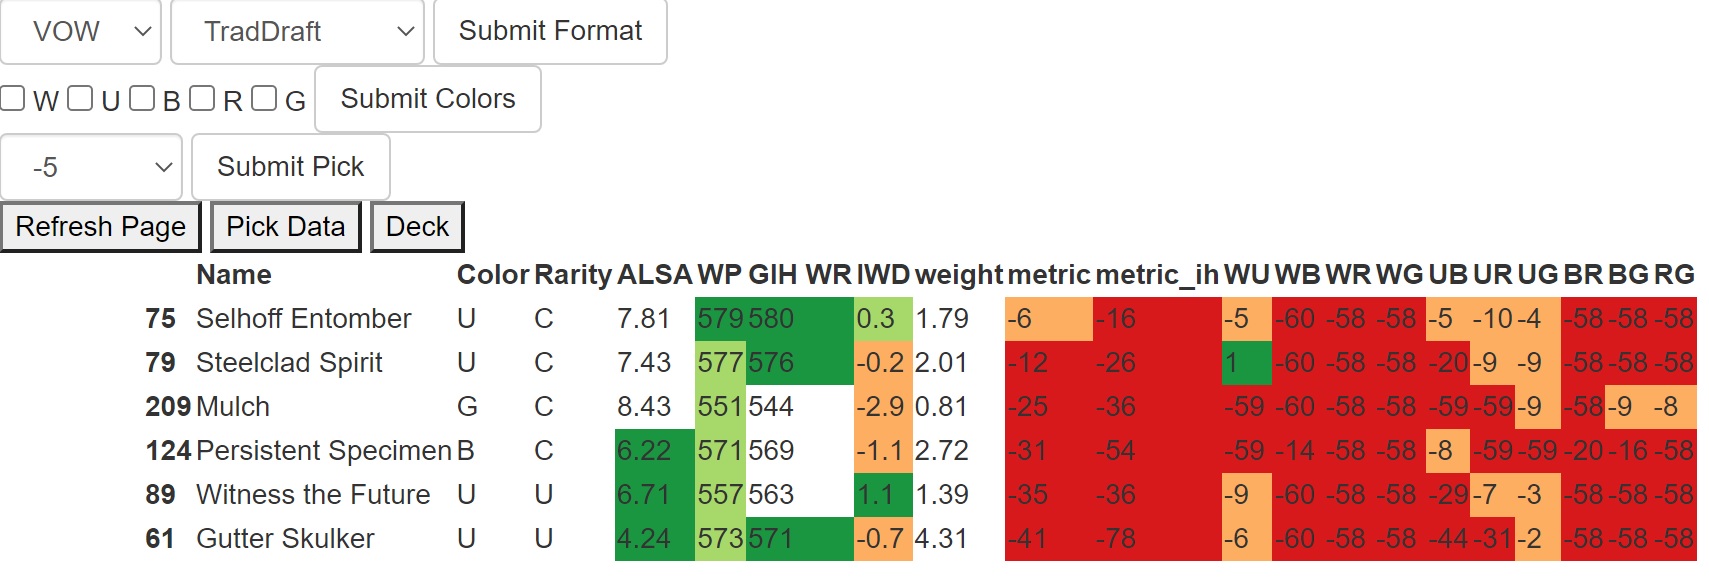 VOW TradDraft Submit Format
W U B R G Submit Colors
-5 Submit Pick
Refresh Page Pick Data Deck
Name Color Rarity ALSA WP GIH WR IWD weight metric metric_ih WU WB WR WG UB UR UG BR BG RG
75 Selhoff Entomber U C 7.81 579 580 0.3 1.79 -6 -16 -5 -60 -58 -58 -5 -10 -4 -58 -58 -58
79 Steelclad Spirit U C 7.43 577 576 -0.2 2.01 -12 -26 1 -60 -58 -58 -20 -9 -9 -58 -58 -58
209 Mulch G C 8.43 551 544 -2.9 0.81 -25 -36 -59 -60 -58 -58 -59 -59 -9 -58 -9 -8
124 Persistent Specimen B C 6.22 571 569 -1.1 2.72 -31 -54 -59 -14 -58 -58 -8 -59 -59 -20 -16 -58
89 Witness the Future U U 6.71 557 563 1.1 1.39 -35 -36 -9 -60 -58 -58 -29 -7 -3 -58 -58 -58
61 Gutter Skulker U U 4.24 573 571 -0.7 4.31 -41 -78 -6 -60 -58 -58 -44 -31 -2 -58 -58 -58